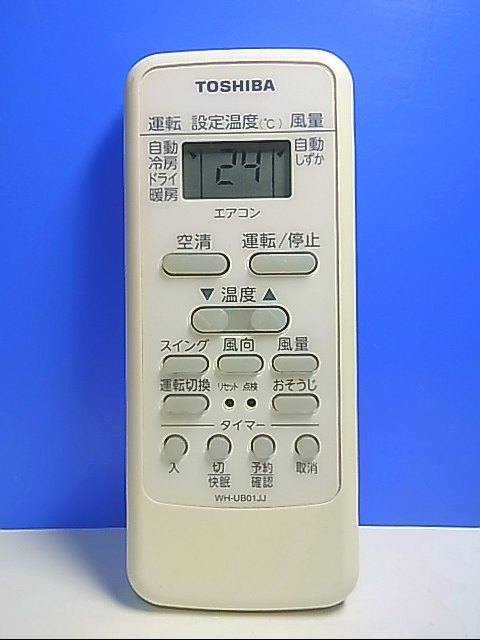 TOSHIBA
運転 設定温度(℃) 風量
自動 自動
冷房 しずか
ドライ
暖房
24
エアコン
空清 運転/停止
▼ 温度 ▲
スイング 風向 風量
運転切換 リセット 点検 おそうじ
タイマー
入 切 予約 取消
快眠 確認
WH-UB01JJ